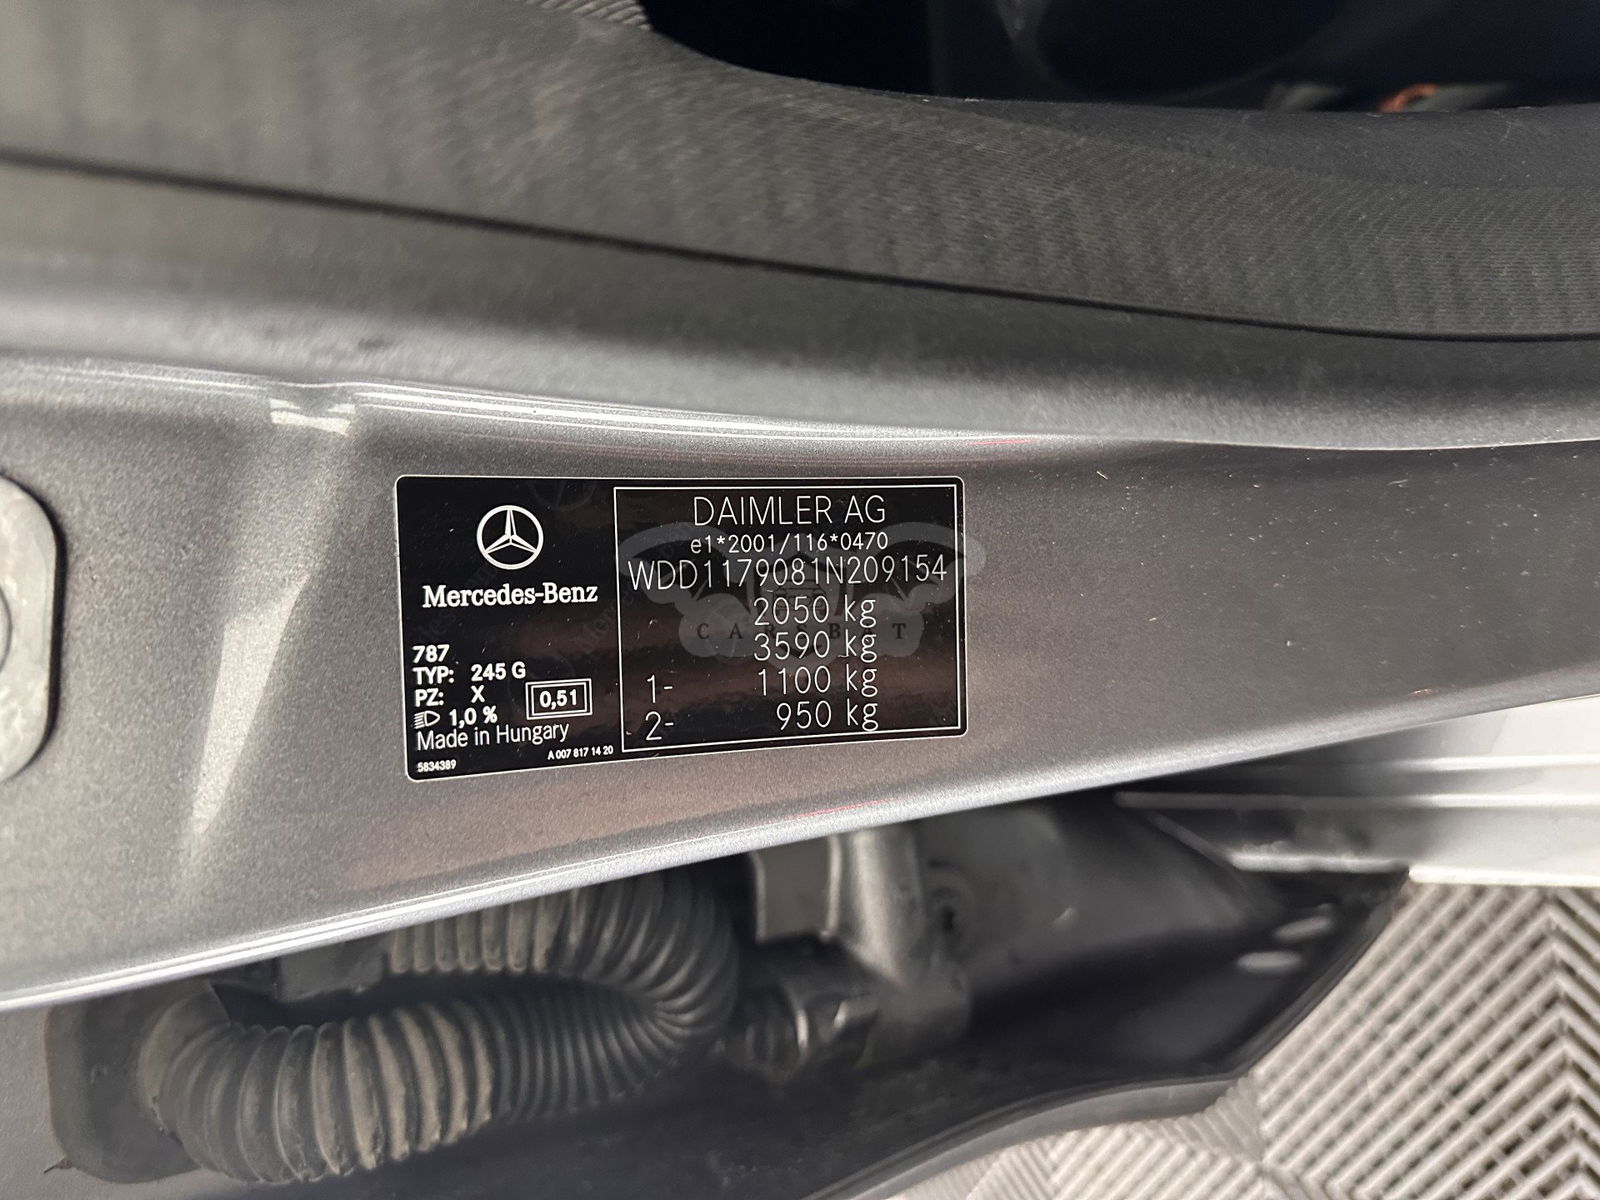 Mercedes-Benz
787
TYP: 245 G
PZ: X
0,51
1,0 %
Made in Hungary
5834389
A 007 817 14 20
DAIMLER AG
e1*2001/116*0470
WDD1179081N209154
2050 kg
3590 kg
1- 1100 kg
2- 950 kg
CARSBUT